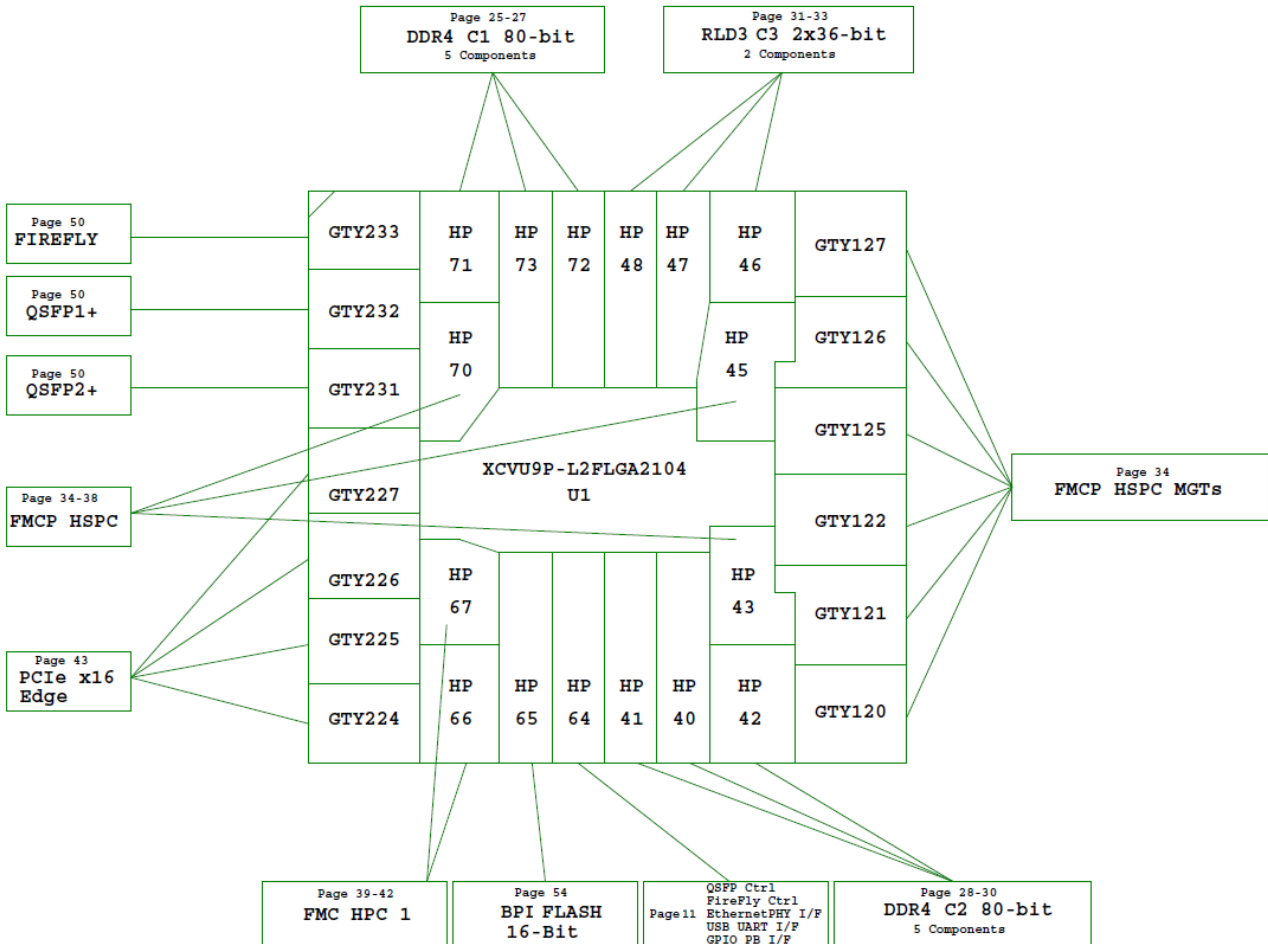 Page 25-27
DDR4 C1 80-bit
5 Components
Page 31-33
RLD3 C3 2x36-bit
2 Components
Page 50
FIREFLY
Page 50
QSFP1+
Page 50
QSFP2+
Page 34-38
FMCP HSPC
Page 43
PCIe x16
Edge
GTY233
GTY232
GTY231
GTY227
GTY226
GTY225
GTY224
HP
71
HP
73
HP
72
HP
48
HP
47
HP
46
HP
70
HP
45
XCVU9P-L2FLGA2104
U1
HP
67
HP
43
HP
66
HP
65
HP
64
HP
41
HP
40
HP
42
GTY127
GTY126
GTY125
GTY122
GTY121
GTY120
Page 34
FMCP HSPC MGTs
Page 39-42
FMC HPC 1
Page 54
BPI FLASH
16-Bit
Page11
QSFP Ctrl
FireFly Ctrl
EthernetPHY I/F
USB UART I/F
GPIO PB I/F
Page 28-30
DDR4 C2 80-bit
5 Components